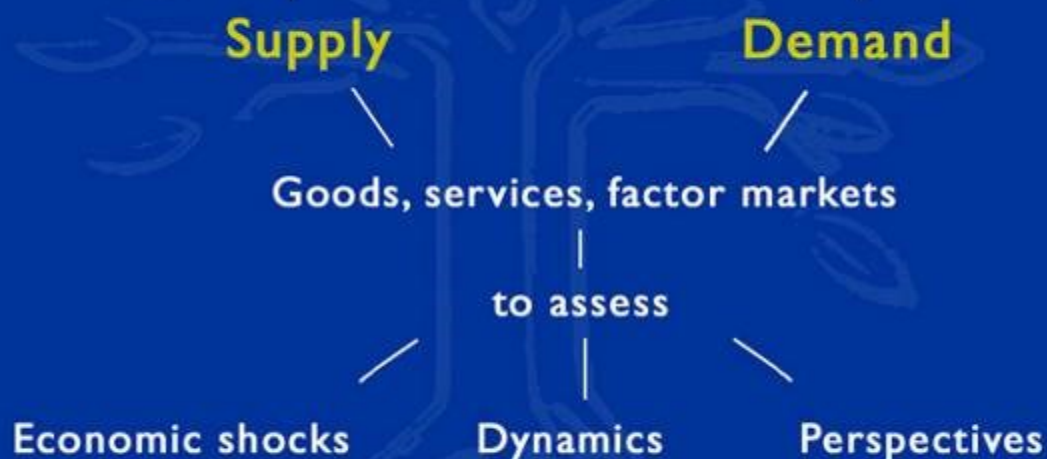 Supply Demand
Goods, services, factor markets
to assess
Economic shocks Dynamics Perspectives